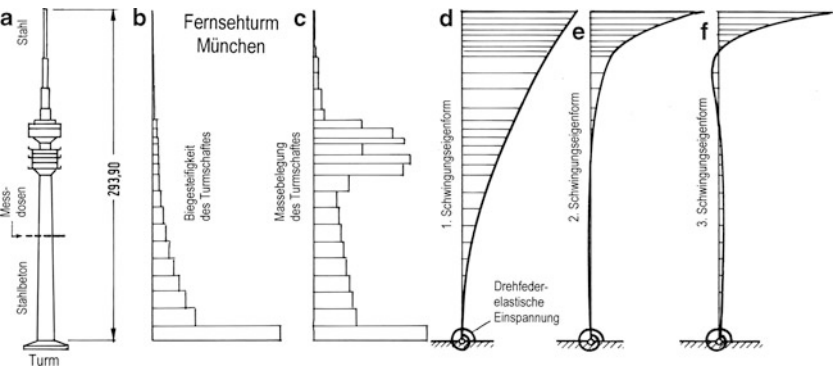 a
Stahl
Mess-
dosen
Stahlbeton
Turm
293,90
b
Fernsehturm
München
Biegesteifigkeit
des Turmschaftes
c
Massebelegung
des Turmschaftes
d
1. Schwingungseigenform
Drehfeder-
elastische
Einspannung
e
2. Schwingungseigenform
f
3. Schwingungseigenform